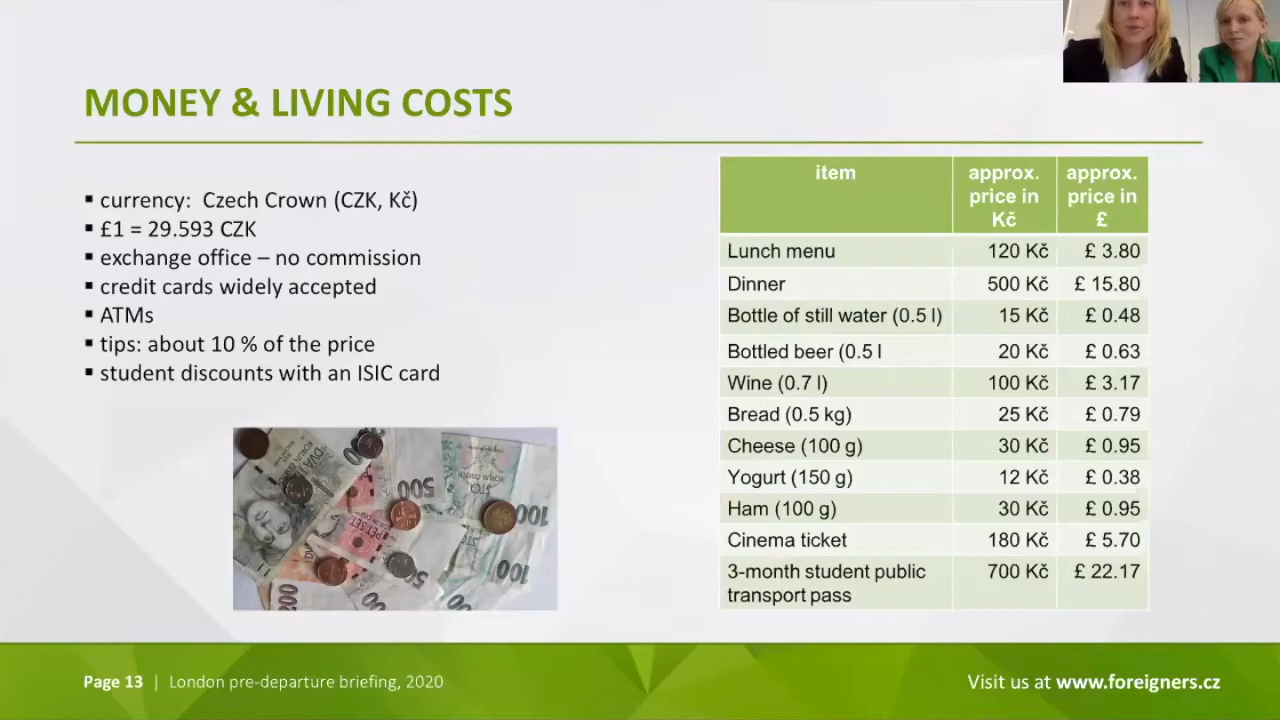 MONEY & LIVING COSTS
▪ currency:  Czech Crown (CZK, Kč)
▪ £1 = 29.593 CZK
▪ exchange office – no commission
▪ credit cards widely accepted
▪ ATMs
▪ tips: about 10 % of the price
▪ student discounts with an ISIC card
item approx. price in Kč approx. price in £
Lunch menu 120 Kč £ 3.80
Dinner 500 Kč £ 15.80
Bottle of still water (0.5 l) 15 Kč £ 0.48
Bottled beer (0.5 l 20 Kč £ 0.63
Wine (0.7 l) 100 Kč £ 3.17
Bread (0.5 kg) 25 Kč £ 0.79
Cheese (100 g) 30 Kč £ 0.95
Yogurt (150 g) 12 Kč £ 0.38
Ham (100 g) 30 Kč £ 0.95
Cinema ticket 180 Kč £ 5.70
3-month student public transport pass 700 Kč £ 22.17
500
STO
100
PĚT SET
100
Page 13 | London pre-departure briefing, 2020
Visit us at www.foreigners.cz